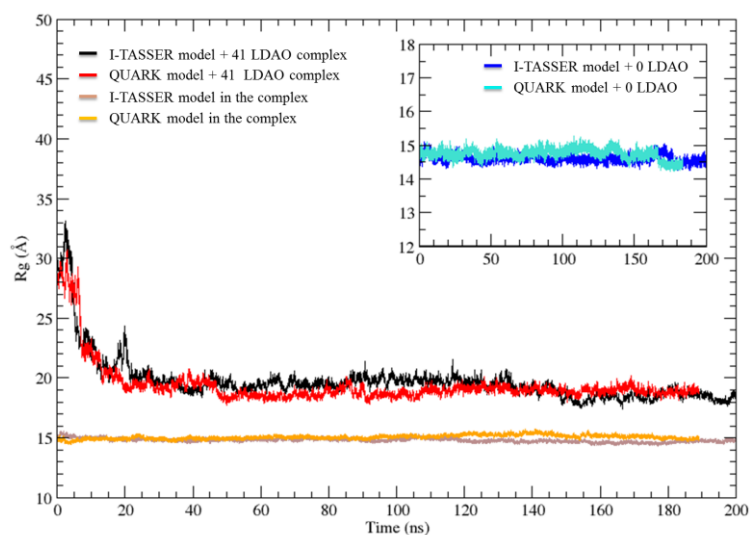 50
45
40
35
30
25
20
15
10
Rg (Å)
I-TASSER model + 41 LDAO complex
QUARK model + 41 LDAO complex
I-TASSER model in the complex
QUARK model in the complex
18
17
16
15
14
13
12
I-TASSER model + 0 LDAO
QUARK model + 0 LDAO
0 50 100 150 200
0 20 40 60 80 100 120 140 160 180 200
Time (ns)